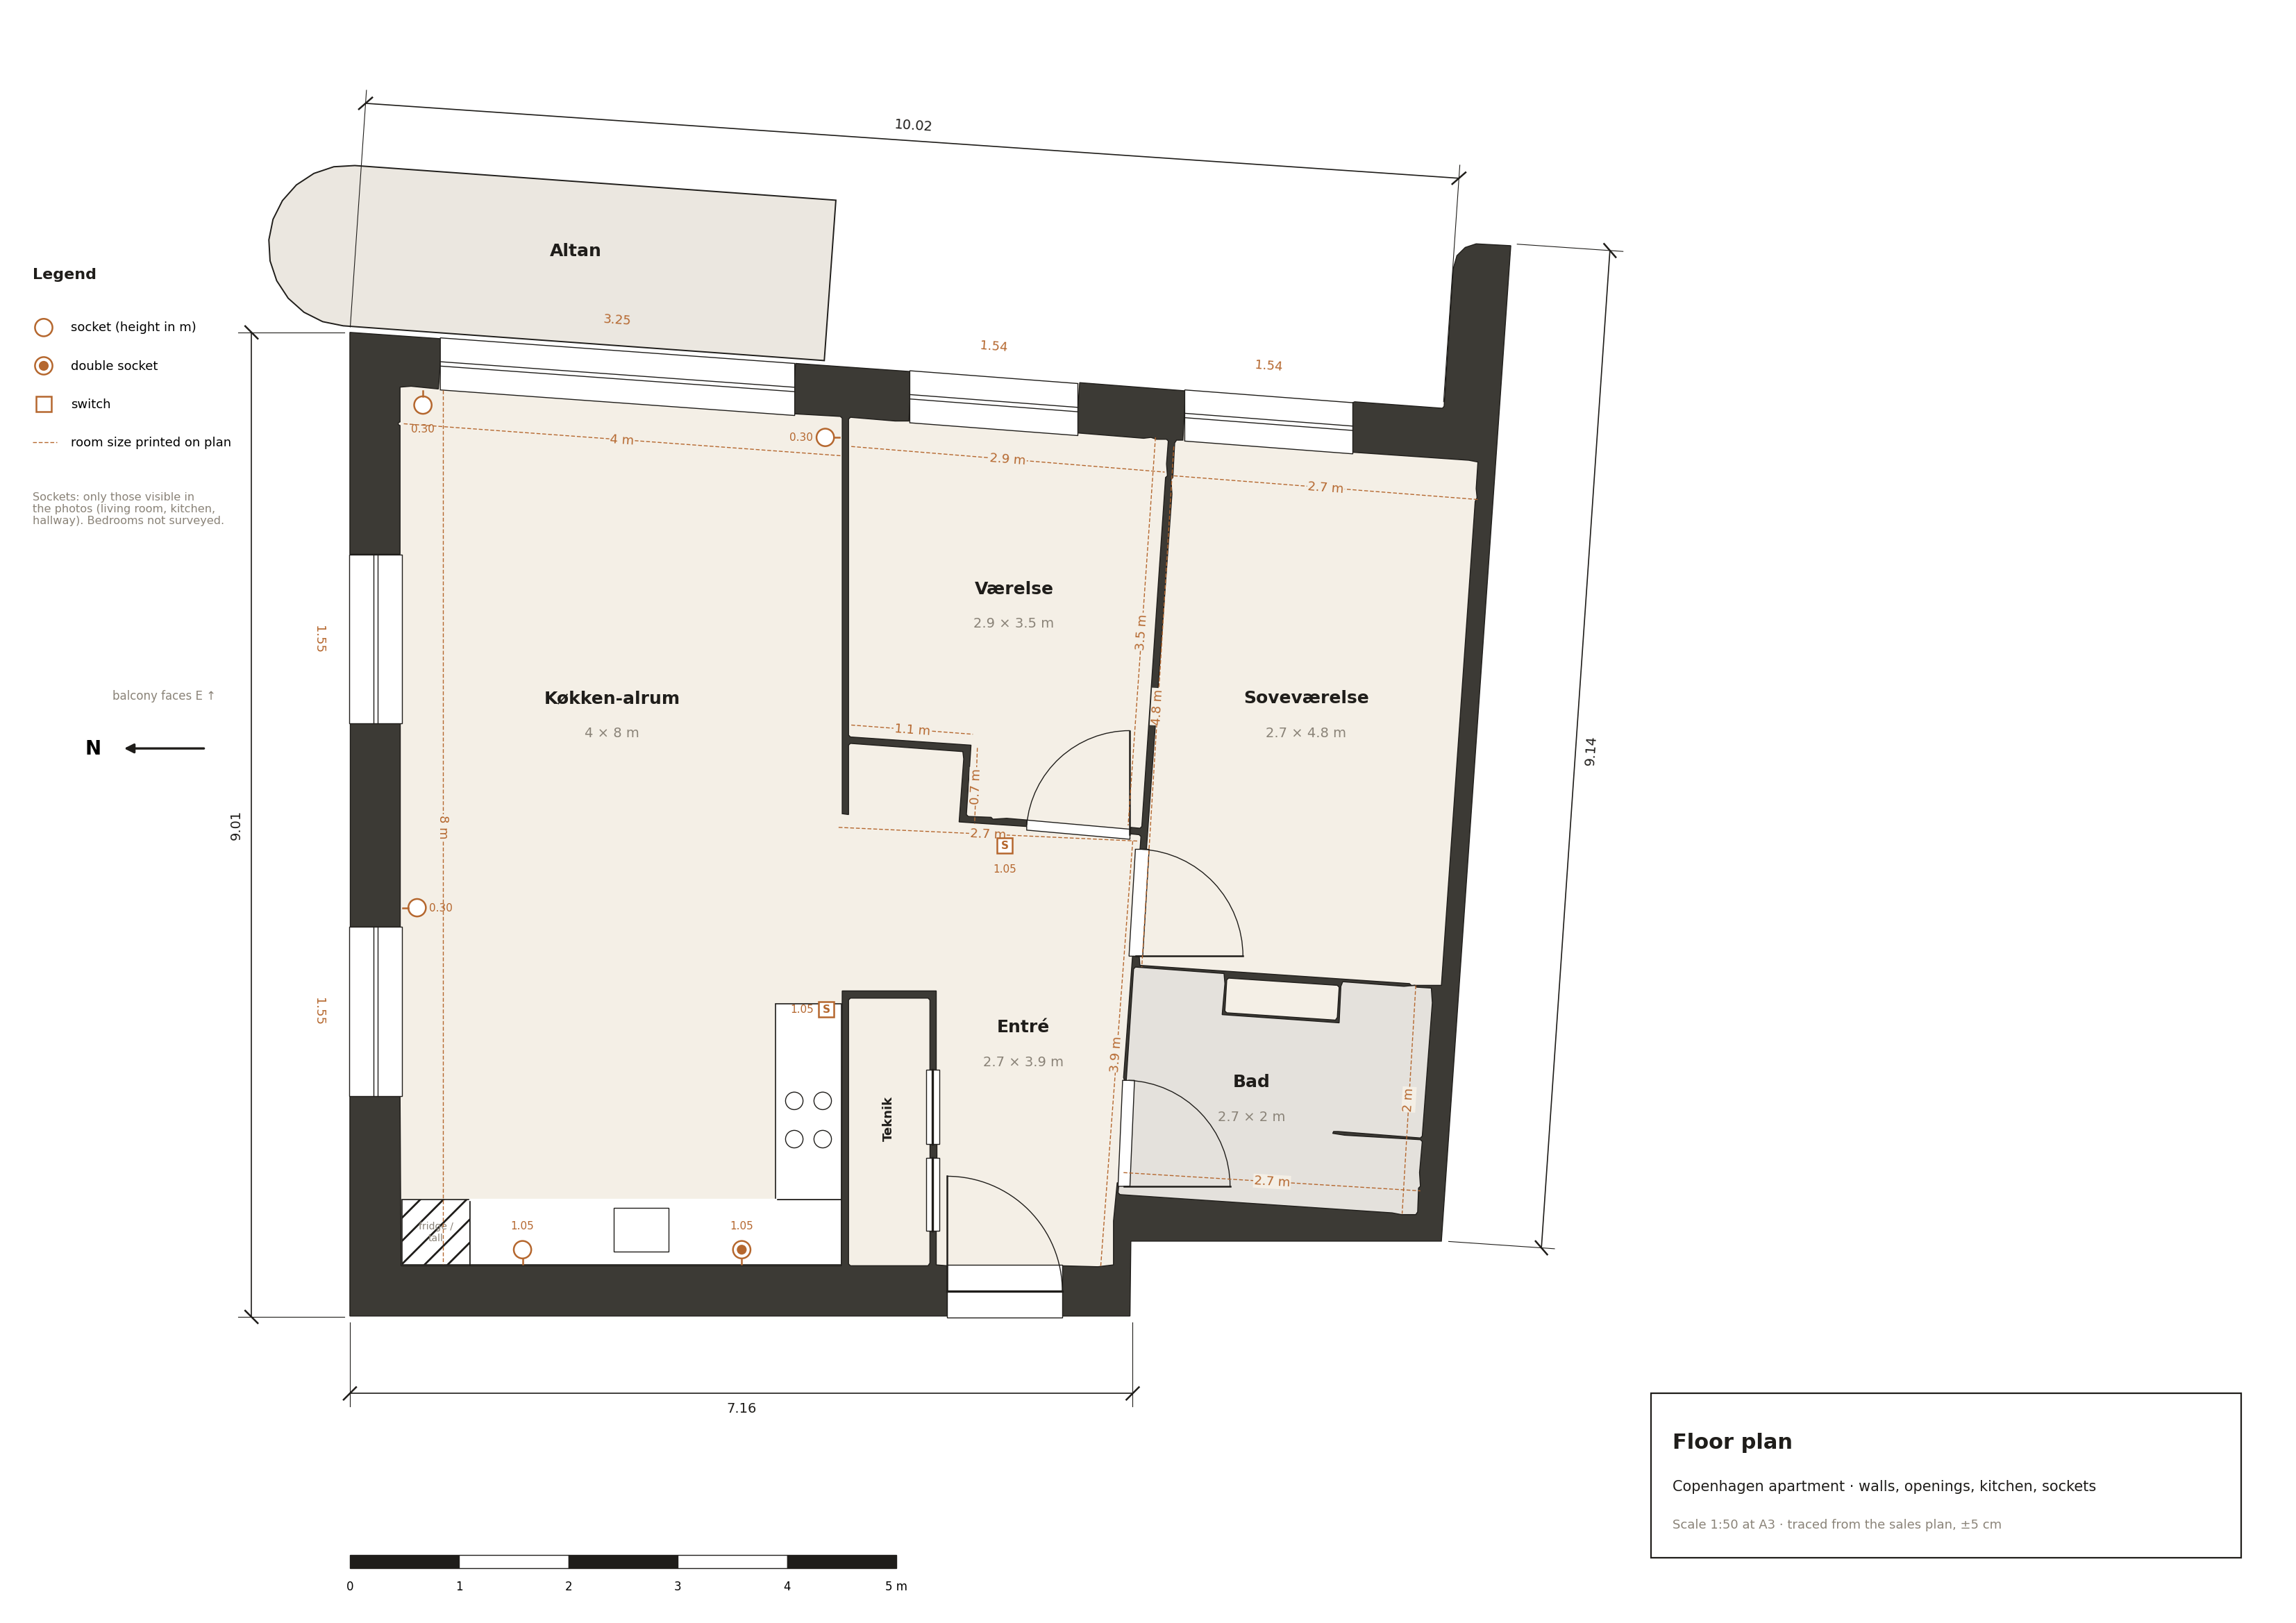 10.02
Altan
3.25
1.54
1.54
Legend
socket (height in m)
double socket
switch
room size printed on plan
Sockets: only those visible in
the photos (living room, kitchen,
hallway). Bedrooms not surveyed.
balcony faces E ↑
N
9.01
9.14
1.55
1.55
0.30
4 m
0.30
2.9 m
2.7 m
Værelse
2.9 × 3.5 m
3.5 m
4.8 m
Køkken-alrum
4 × 8 m
Soveværelse
2.7 × 4.8 m
1.1 m
0.7 m
8 m
2.7 m
S
1.05
0.30
1.05 S
Entré
2.7 × 3.9 m
3.9 m
Bad
2.7 × 2 m
2 m
2.7 m
Teknik
fridge /
tall
1.05
1.05
7.16
Floor plan
Copenhagen apartment · walls, openings, kitchen, sockets
Scale 1:50 at A3 · traced from the sales plan, ±5 cm
0 1 2 3 4 5 m